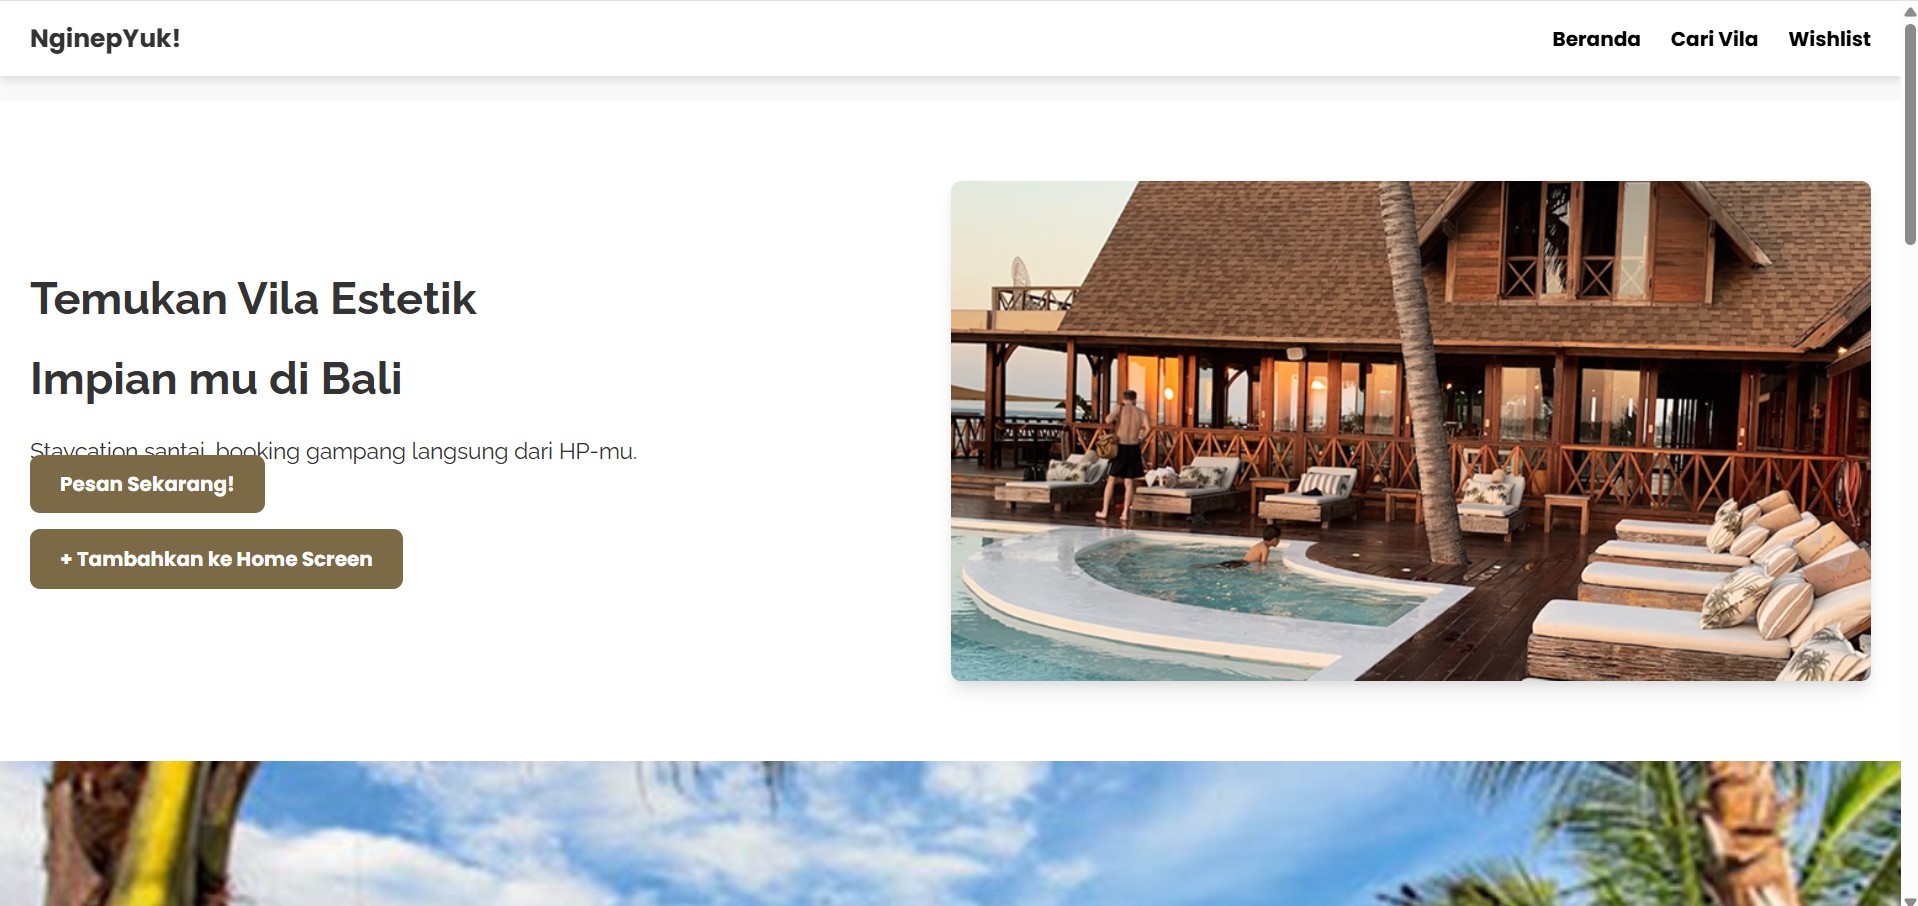 NginepYuk!
Beranda Cari Vila Wishlist
Temukan Vila Estetik
Impian mu di Bali
Staycation santai, booking gampang langsung dari HP-mu.
Pesan Sekarang!
+ Tambahkan ke Home Screen